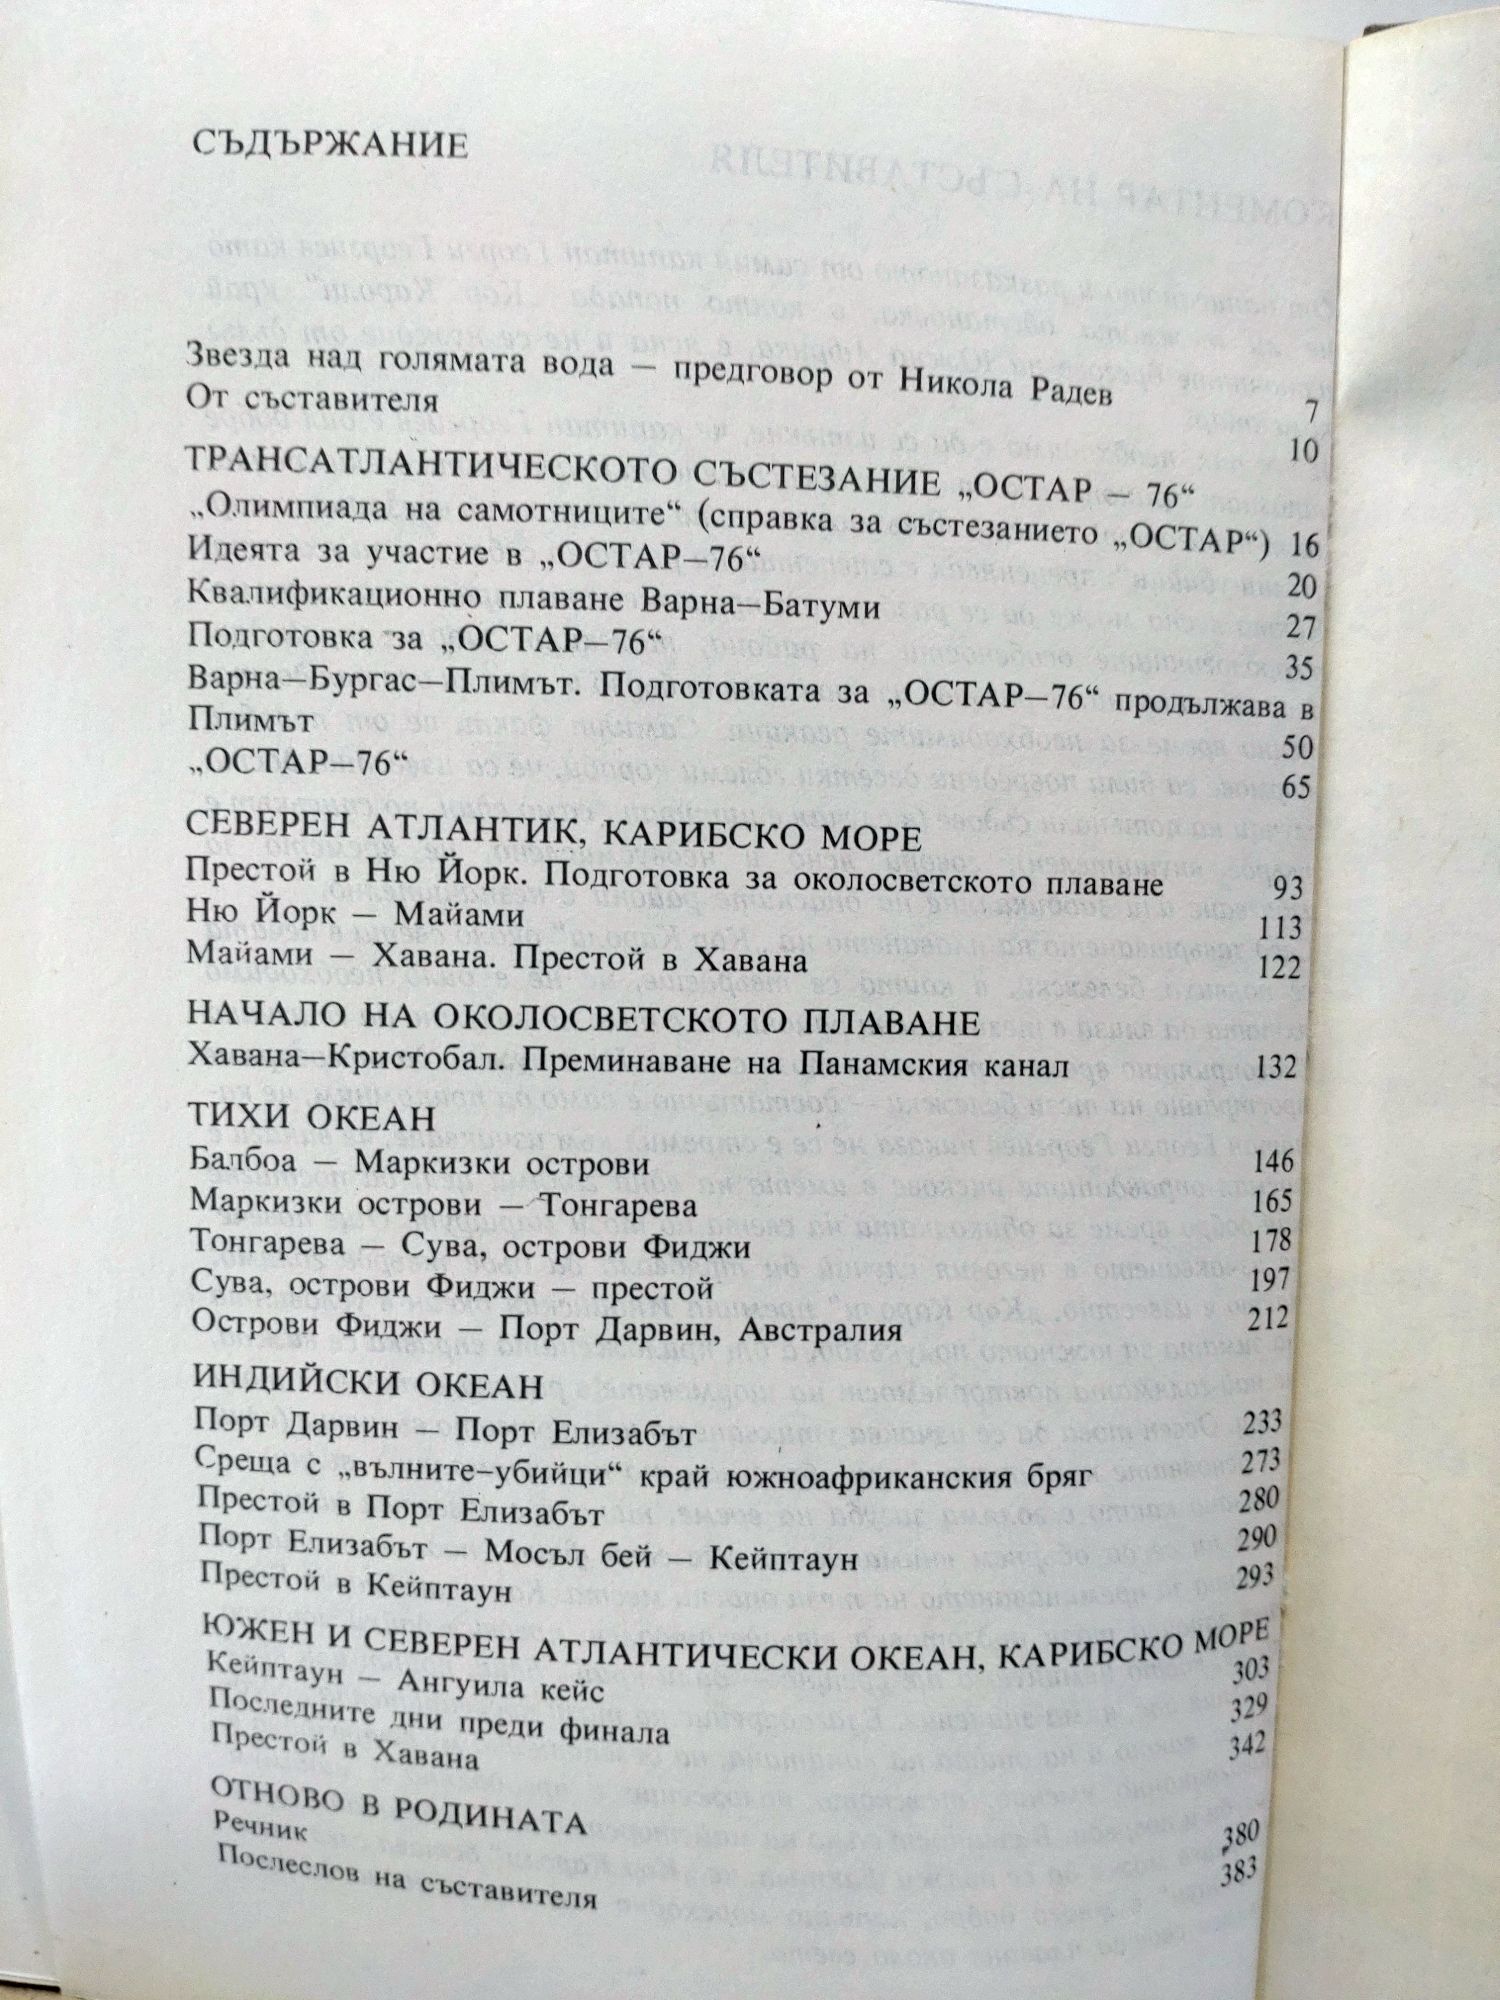 СЪДЪРЖАНИЕ
Звезда над голямата вода — предговор от Никола Радев 7
От съставителя 10
ТРАНСАТЛАНТИЧЕСКОТО СЪСТЕЗАНИЕ „ОСТАР — 76“
„Олимпиада на самотниците“ (справка за състезанието „ОСТАР“) 16
Идеята за участие в „ОСТАР—76“ 20
Квалификационно плаване Варна—Батуми 27
Подготовка за „ОСТАР—76“ 35
Варна—Бургас—Плимът. Подготовката за „ОСТАР—76“ продължава в
Плимът 50
„ОСТАР—76“ 65
СЕВЕРЕН АТЛАНТИК, КАРИБСКО МОРЕ
Престой в Ню Йорк. Подготовка за околосветското плаване 93
Ню Йорк — Майами 113
Майами — Хавана. Престой в Хавана 122
НАЧАЛО НА ОКОЛОСВЕТСКОТО ПЛАВАНЕ
Хавана—Кристобал. Преминаване на Панамския канал 132
ТИХИ ОКЕАН
Балбоа — Маркизки острови 146
Маркизки острови — Тонгарева 165
Тонгарева — Сува, острови Фиджи 178
Сува, острови Фиджи — престой 197
Острови Фиджи — Порт Дарвин, Австралия 212
ИНДИЙСКИ ОКЕАН
Порт Дарвин — Порт Елизабът 233
Среща с „вълните-убийци“ край южноафриканския бряг 273
Престой в Порт Елизабът 280
Порт Елизабът — Мосъл бей — Кейптаун 290
Престой в Кейптаун 293
ЮЖЕН И СЕВЕРЕН АТЛАНТИЧЕСКИ ОКЕАН, КАРИБСКО МОРЕ
Кейптаун — Ангуила кейс 303
Последните дни преди финала 329
Престой в Хавана 342
ОТНОВО В РОДИНАТА
Речник 380
Послеслов на съставителя 383